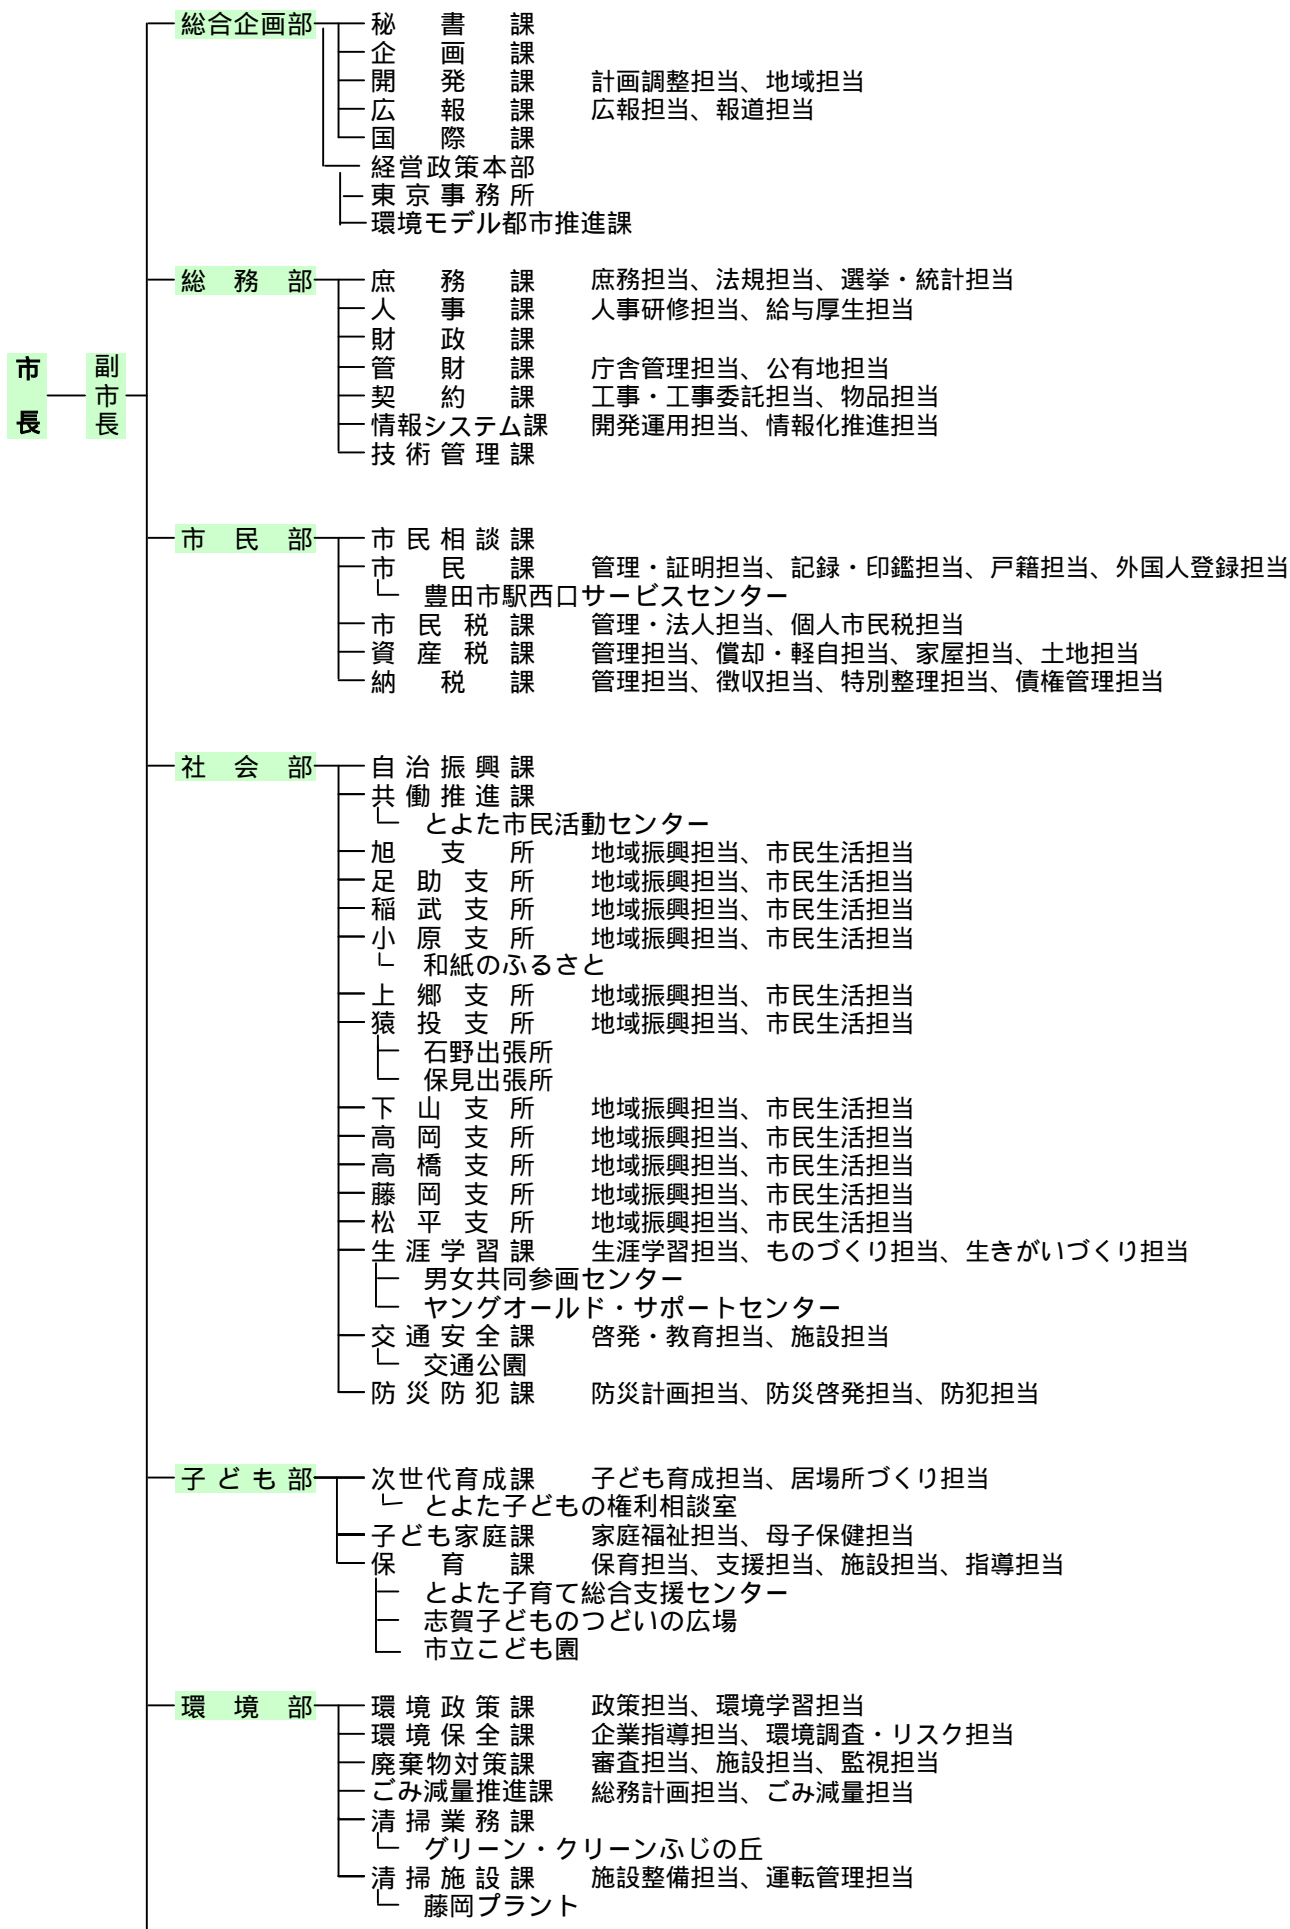 市長
副市長
総合企画部
秘書課
企画課
開発課 計画調整担当、地域担当
広報課 広報担当、報道担当
国際課
経営政策本部
東京事務所
環境モデル都市推進課
総務部
庶務課 庶務担当、法規担当、選挙・統計担当
人事課 人事研修担当、給与厚生担当
財政課
管財課 庁舎管理担当、公有地担当
契約課 工事・工事委託担当、物品担当
情報システム課 開発運用担当、情報化推進担当
技術管理課
市民部
市民相談課
市民課 管理・証明担当、記録・印鑑担当、戸籍担当、外国人登録担当
豊田市駅西口サービスセンター
市民税課 管理・法人担当、個人市民税担当
資産税課 管理担当、償却・軽自担当、家屋担当、土地担当
納税課 管理担当、徴収担当、特別整理担当、債権管理担当
社会部
自治振興課
共働推進課
とよた市民活動センター
旭支所 地域振興担当、市民生活担当
足助支所 地域振興担当、市民生活担当
稲武支所 地域振興担当、市民生活担当
小原支所 地域振興担当、市民生活担当
和紙のふるさと
上郷支所 地域振興担当、市民生活担当
猿投支所 地域振興担当、市民生活担当
石野出張所
保見出張所
下山支所 地域振興担当、市民生活担当
高岡支所 地域振興担当、市民生活担当
高橋支所 地域振興担当、市民生活担当
藤岡支所 地域振興担当、市民生活担当
松平支所 地域振興担当、市民生活担当
生涯学習課 生涯学習担当、ものづくり担当、生きがいづくり担当
男女共同参画センター
ヤングオールド・サポートセンター
交通安全課 啓発・教育担当、施設担当
交通公園
防災防犯課 防災計画担当、防災啓発担当、防犯担当
子ども部
次世代育成課 子ども育成担当、居場所づくり担当
とよた子どもの権利相談室
子ども家庭課 家庭福祉担当、母子保健担当
保育課 保育担当、支援担当、施設担当、指導担当
とよた子育て総合支援センター
志賀子どものつどいの広場
市立こども園
環境部
環境政策課 政策担当、環境学習担当
環境保全課 企業指導担当、環境調査・リスク担当
廃棄物対策課 審査担当、施設担当、監視担当
ごみ減量推進課 総務計画担当、ごみ減量担当
清掃業務課
グリーン・クリーンふじの丘
清掃施設課 施設整備担当、運転管理担当
藤岡プラント